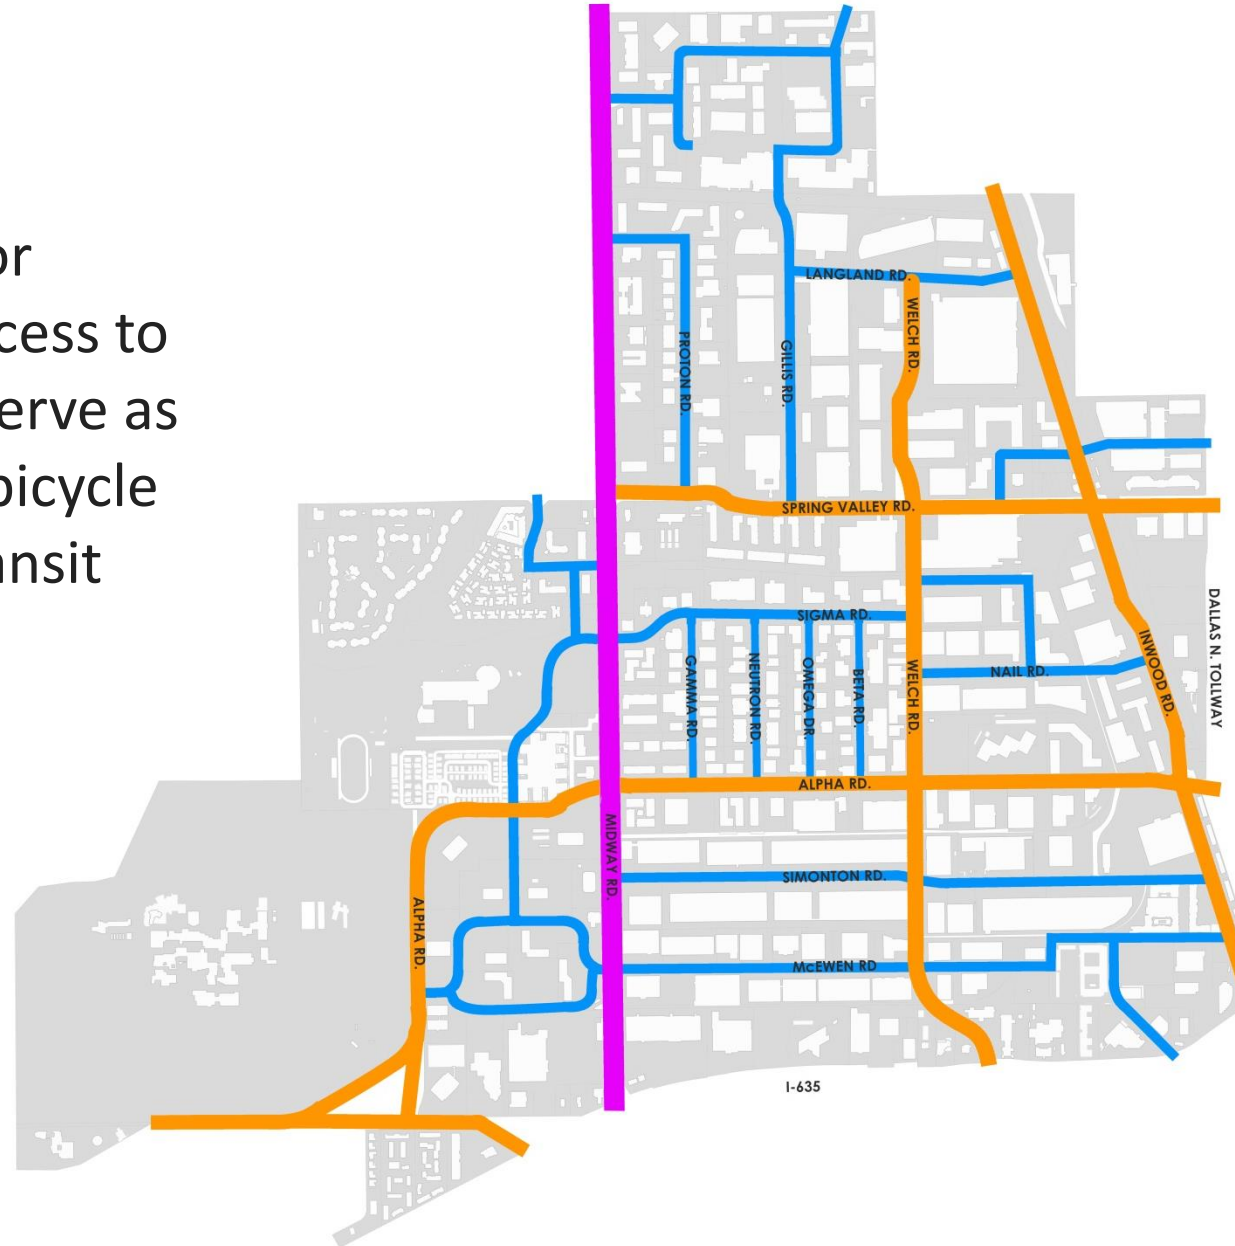 or
cess to
erve as
bicycle
ansit
LANGLAND RD.
WELCH RD.
PROTON RD.
GILLIS RD.
SPRING VALLEY RD.
DALLAS N. TOLLWAY
SIGMA RD.
INWOOD RD.
GAMMA RD.
NEUTRON RD.
OMEGA DR.
BETA RD.
WELCH RD.
NAIL RD.
ALPHA RD.
MIDWAY RD.
SIMONTON RD.
ALPHA RD.
McEWEN RD
I-635